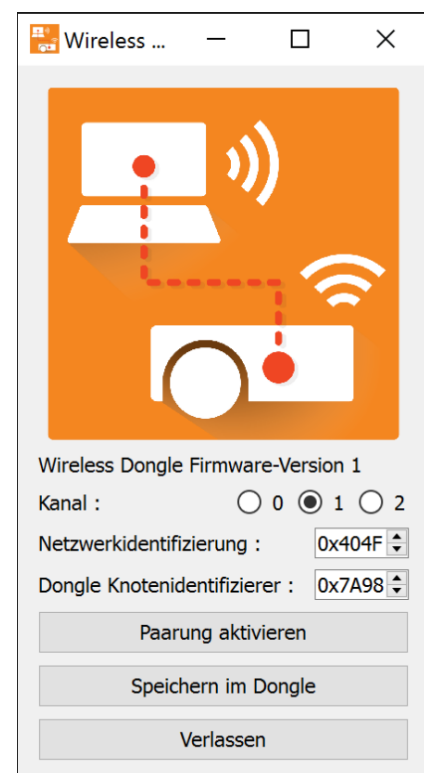 Wireless ...
Wireless Dongle Firmware-Version 1
Kanal : 0 1 2
Netzwerkidentifizierung : 0x404F
Dongle Knotenidentifizierer : 0x7A98
Paarung aktivieren
Speichern im Dongle
Verlassen